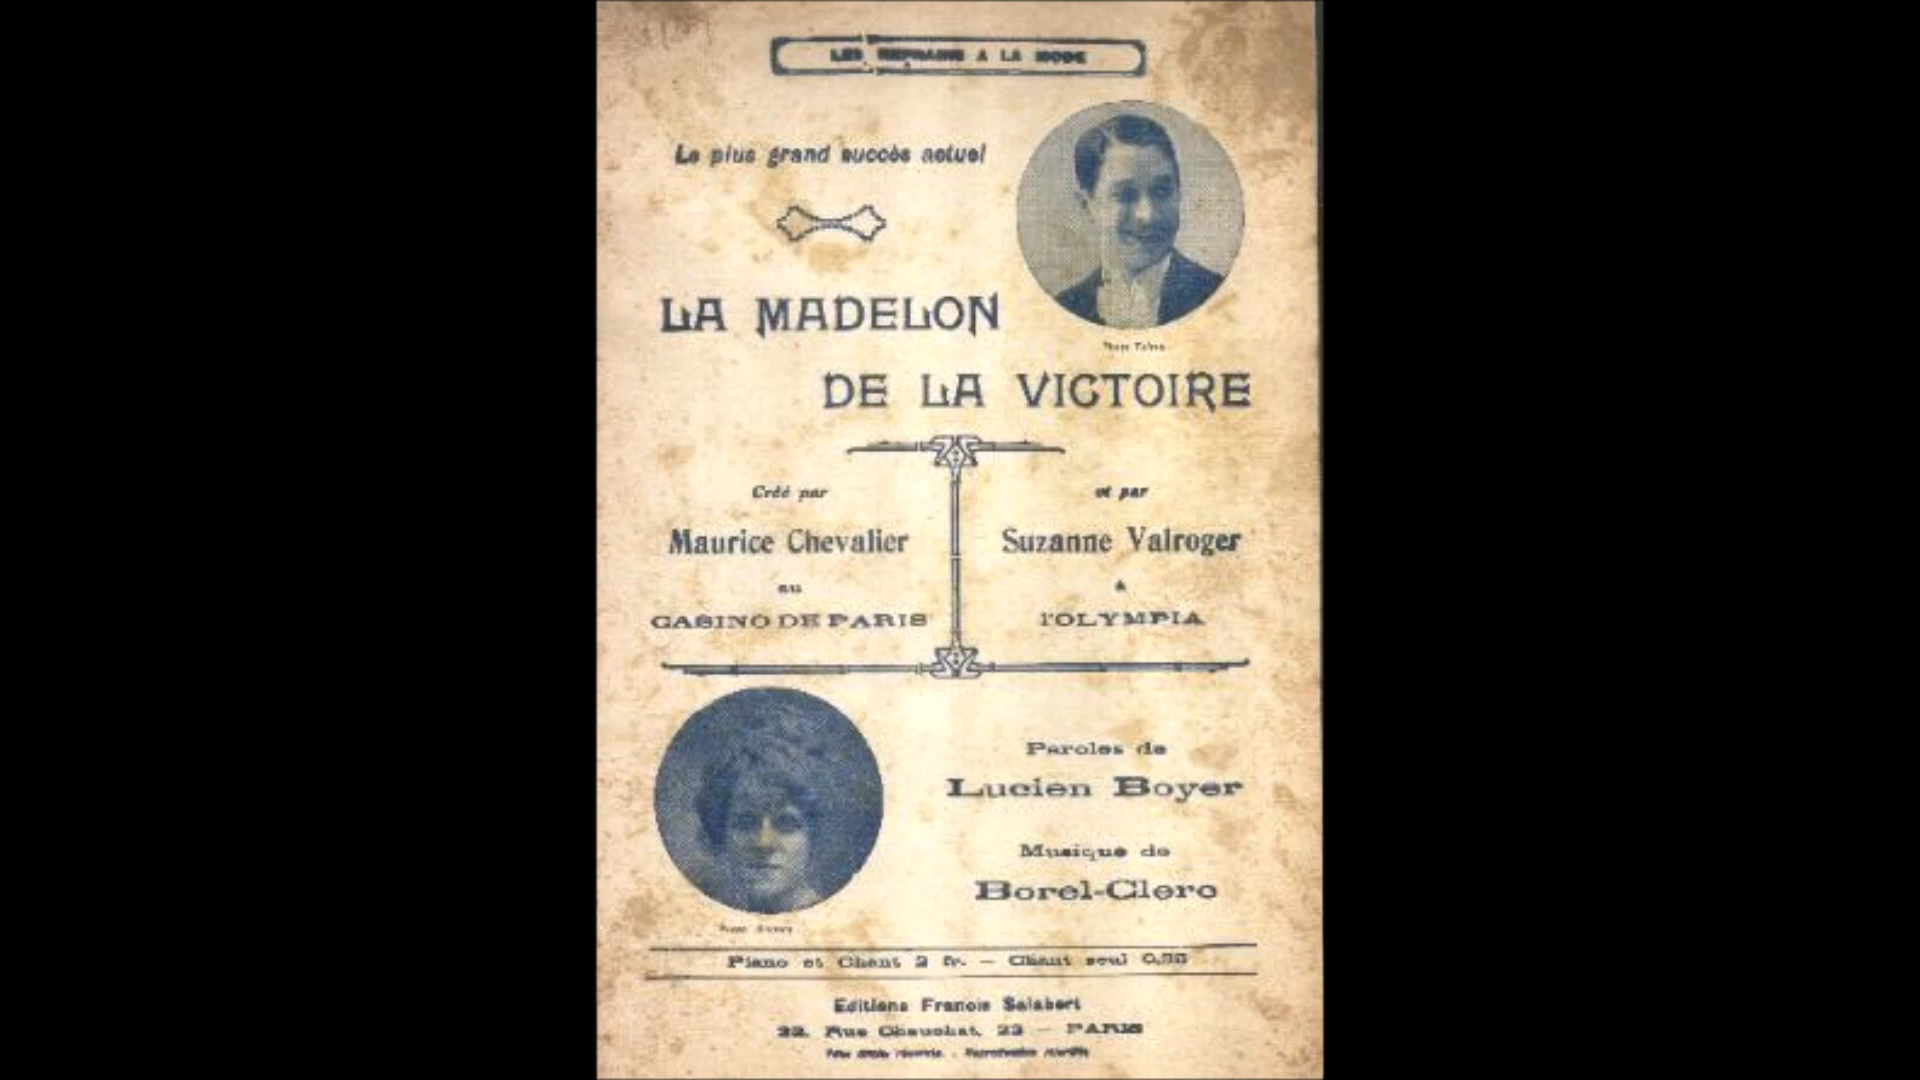 LES REFRAINS A LA MODE
Le plus grand succès actuel
LA MADELON
DE LA VICTOIRE
Créé par
Maurice Chevalier
au
CASINO DE PARIS
et par
Suzanne Valroger
à
l'OLYMPIA
Paroles de
Lucien Boyer
Musique de
Borel-Clerc
Piano et Chant 2 fr. — Chant seul
Editions Francis Salabert
22, Rue Chauchat, 22 — PARIS